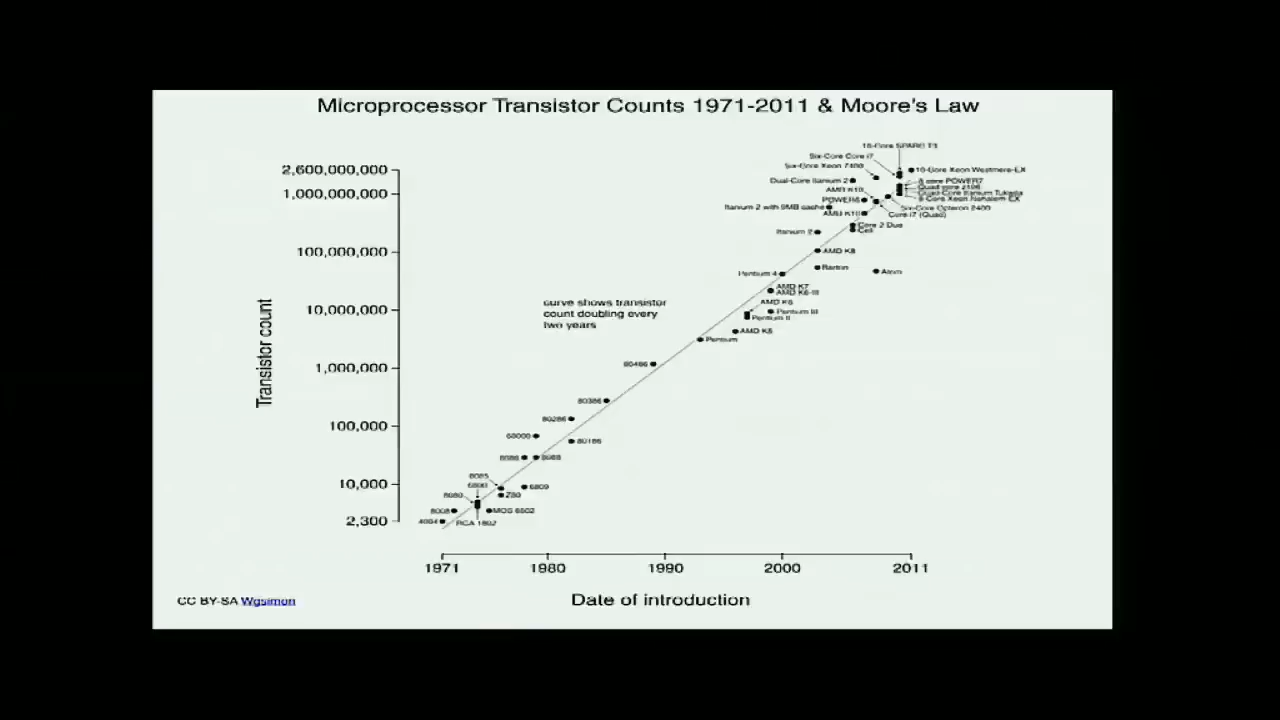 Microprocessor Transistor Counts 1971-2011 & Moore's Law
16-Core SPARC T3
Six-Core Core i7
Six-Core Xeon 7400
10-Core Xeon Westmere-EX
Dual-Core Itanium 2
8-core POWER7
Quad-core z196
AMD K10
Quad-Core Itanium Tukwila
8-Core Xeon Nehalem-EX
POWER6
Itanium 2 with 9MB cache
Six-Core Opteron 2400
AMD K10
Core i7 (Quad)
Core 2 Duo
Cell
Itanium 2
AMD K8
Barton
Atom
Pentium 4
AMD K7
AMD K6-III
AMD K6
Pentium III
Pentium II
AMD K5
Pentium
80486
80386
80286
80186
68000
8086
8088
8085
6800
6809
8080
Z80
8008
MOS 6502
4004
RCA 1802
curve shows transistor
count doubling every
two years
2,600,000,000
1,000,000,000
100,000,000
10,000,000
1,000,000
100,000
10,000
2,300
Transistor count
1971
1980
1990
2000
2011
Date of introduction
CC BY-SA Wgsimon